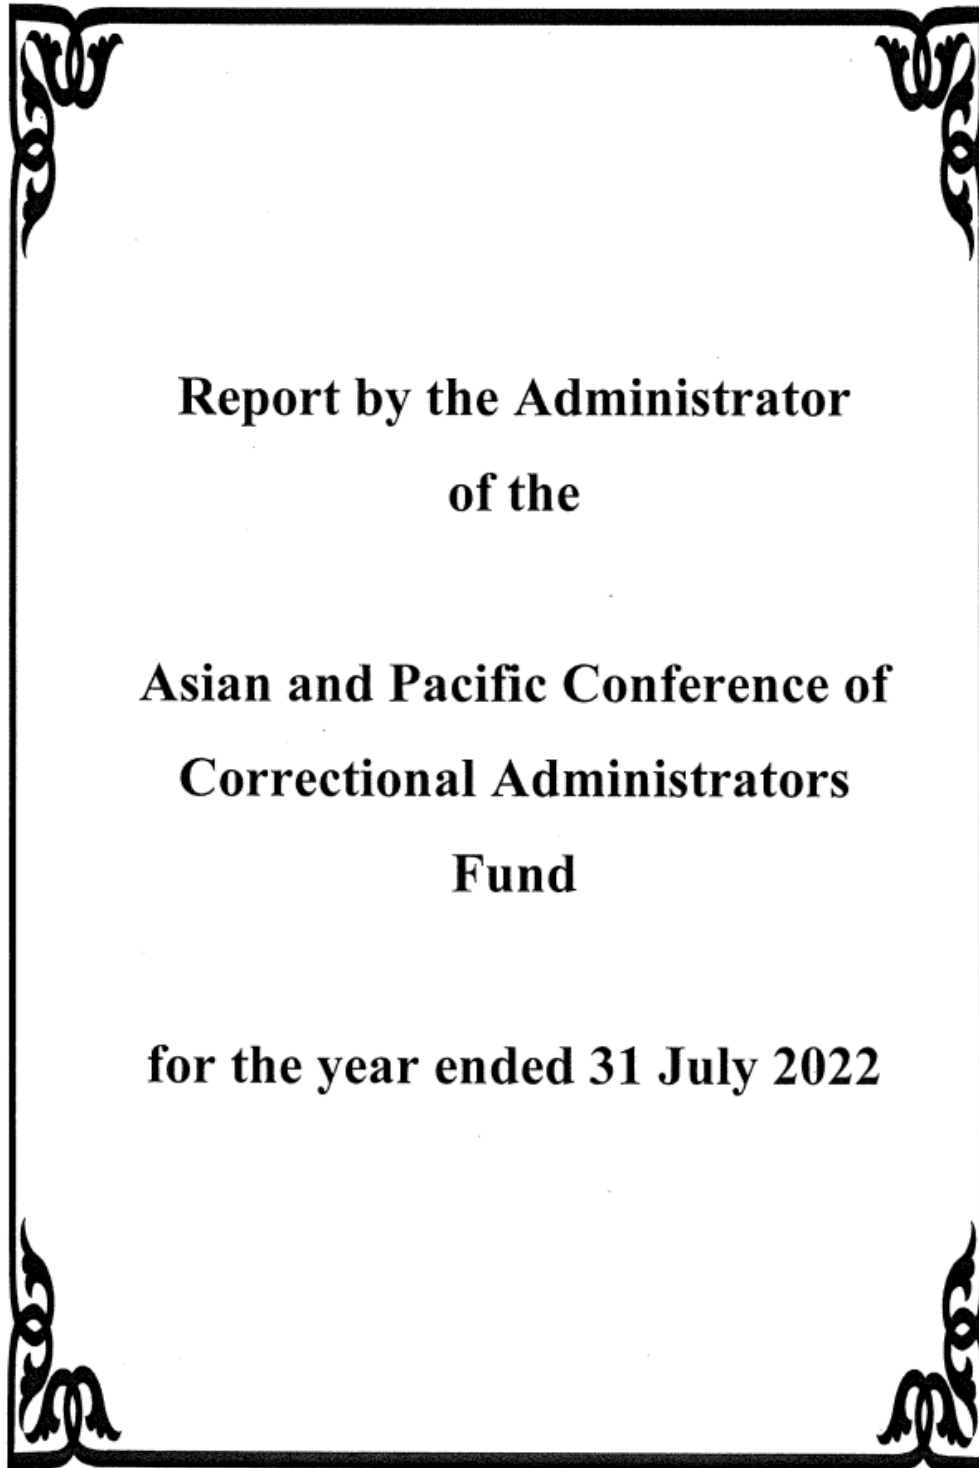 Report by the Administrator
of the
Asian and Pacific Conference of
Correctional Administrators
Fund
for the year ended 31 July 2022